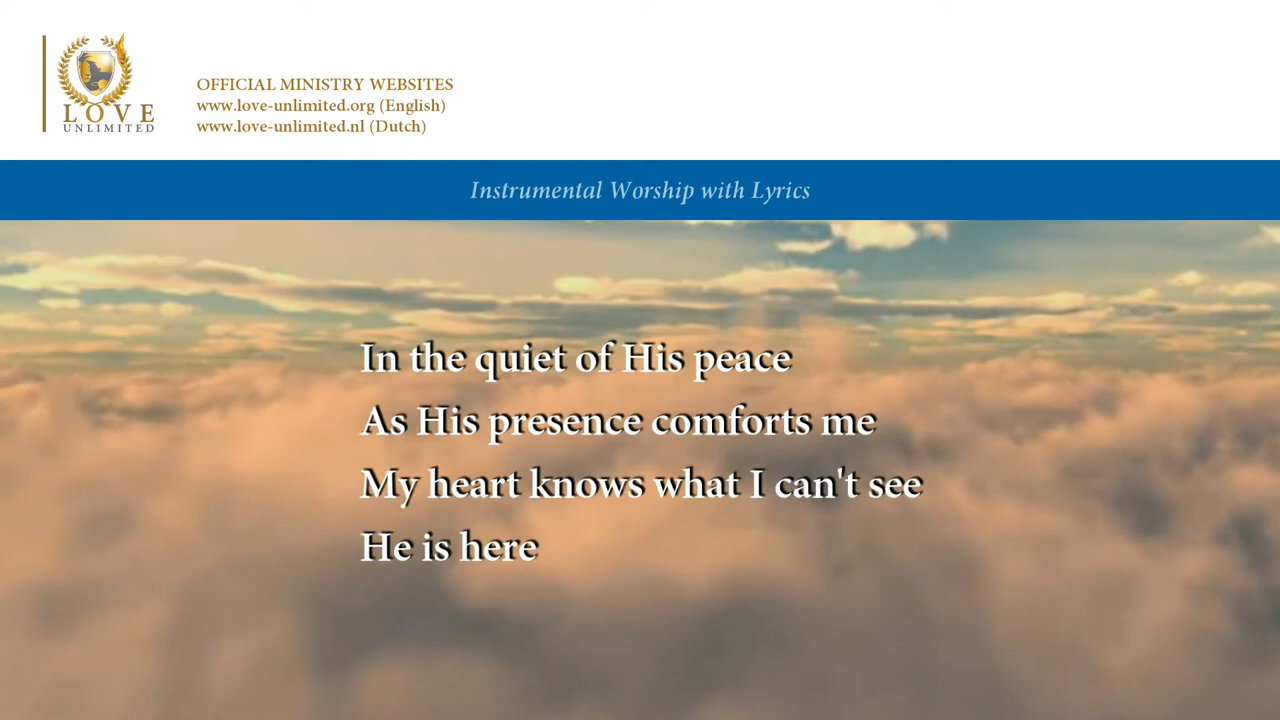 LOVE
UNLIMITED
OFFICIAL MINISTRY WEBSITES
www.love-unlimited.org (English)
www.love-unlimited.nl (Dutch)
Instrumental Worship with Lyrics
In the quiet of His peace
As His presence comforts me
My heart knows what I can't see
He is here